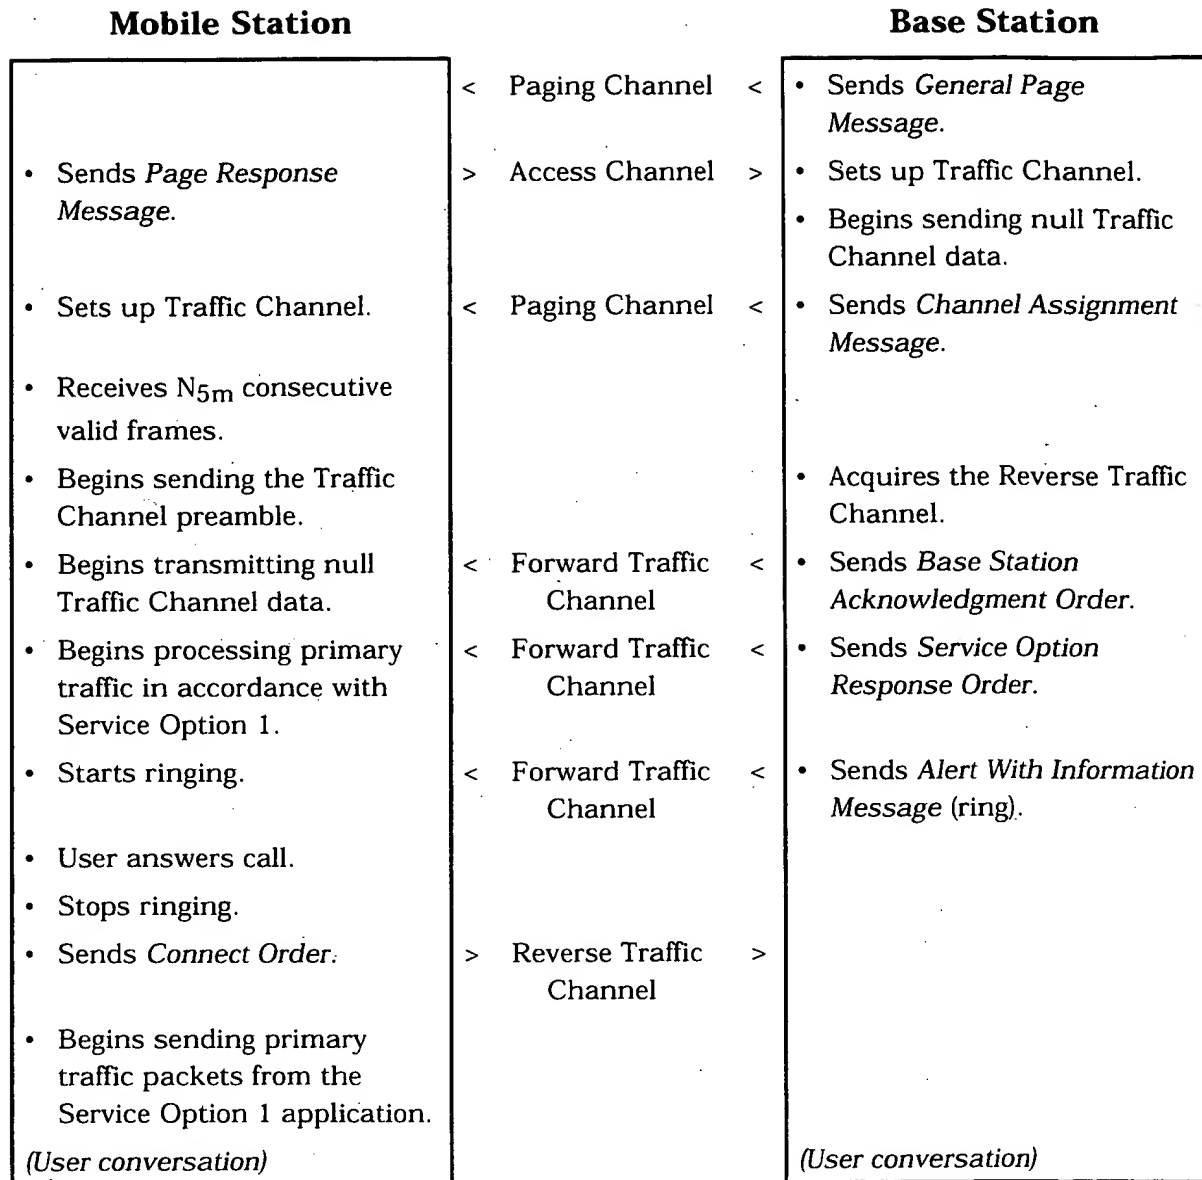 Mobile Station Base Station
< Paging Channel < • Sends General Page
Message.
• Sends Page Response > Access Channel > • Sets up Traffic Channel.
Message.
• Begins sending null Traffic
Channel data.
• Sets up Traffic Channel. < Paging Channel < • Sends Channel Assignment
Message.
• Receives N5m consecutive
valid frames.
• Begins sending the Traffic • Acquires the Reverse Traffic
Channel preamble. Channel.
• Begins transmitting null < Forward Traffic < • Sends Base Station
Traffic Channel data. Channel Acknowledgment Order.
• Begins processing primary < Forward Traffic < • Sends Service Option
traffic in accordance with Channel Response Order.
Service Option 1.
• Starts ringing. < Forward Traffic < • Sends Alert With Information
Channel Message (ring).
• User answers call.
• Stops ringing.
• Sends Connect Order. > Reverse Traffic >
Channel
• Begins sending primary
traffic packets from the
Service Option 1 application.
(User conversation) (User conversation)